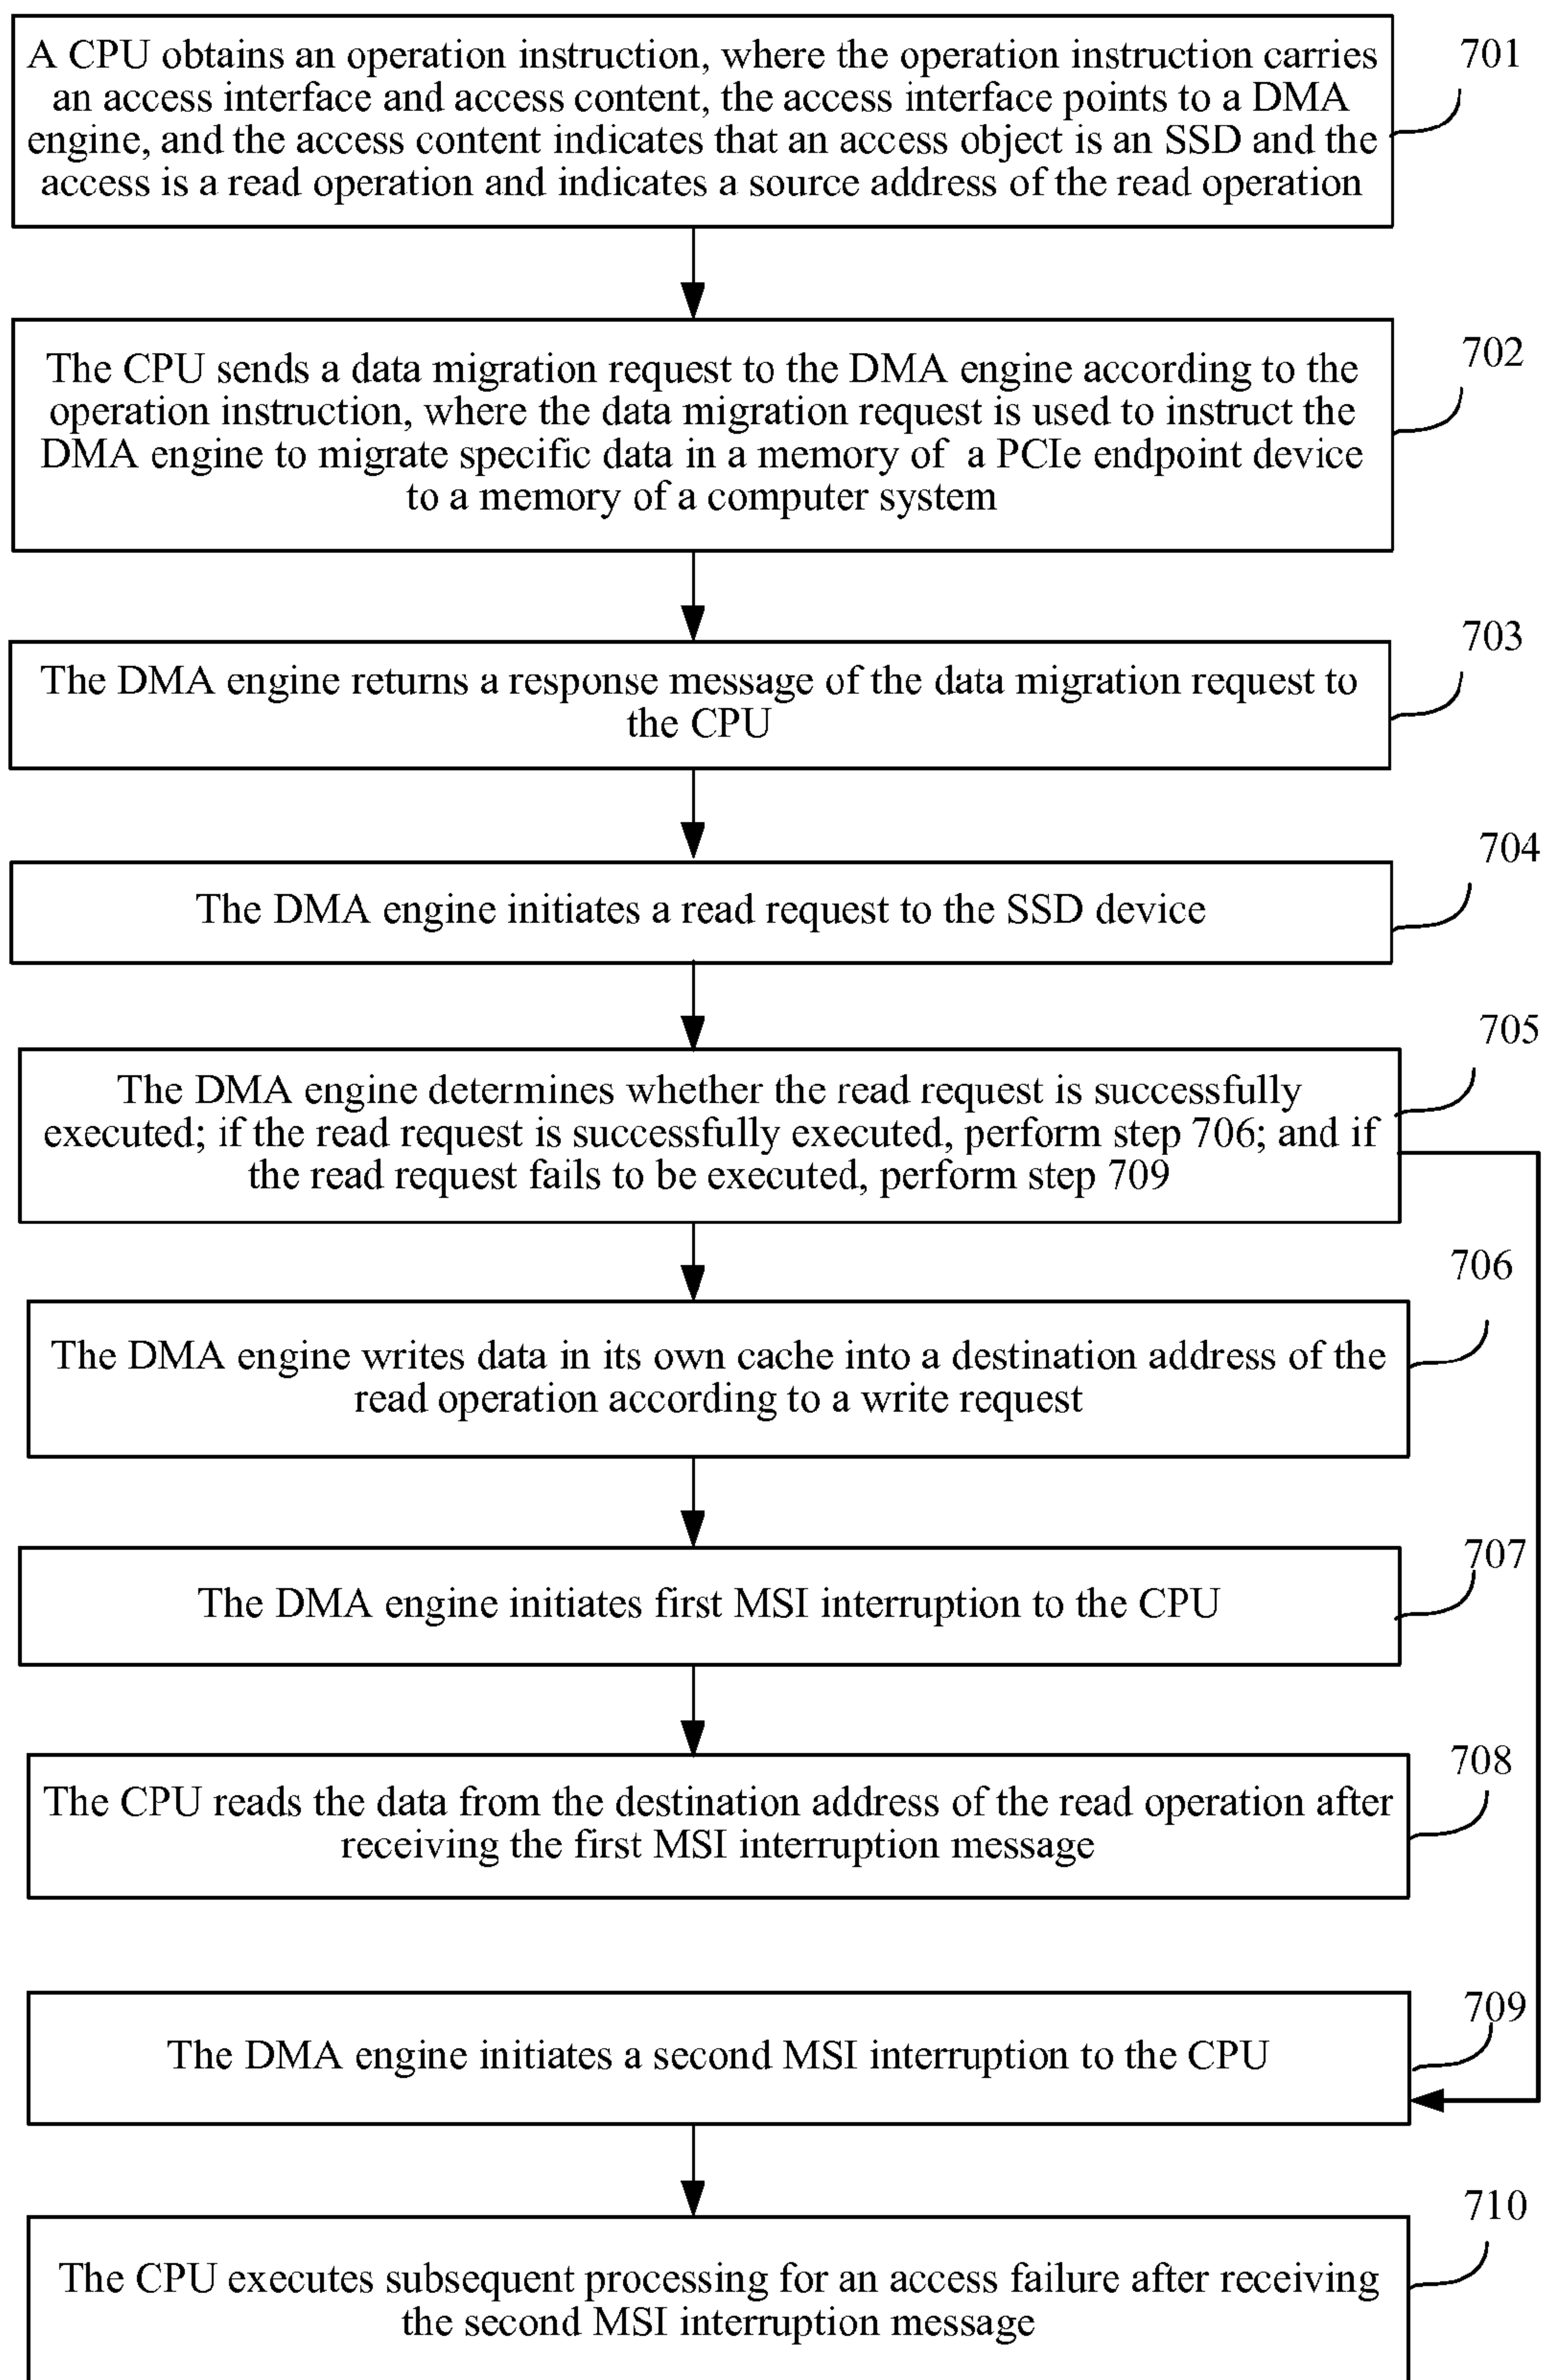 A CPU obtains an operation instruction, where the operation instruction carries
an access interface and access content, the access interface points to a DMA
engine, and the access content indicates that an access object is an SSD and the
access is a read operation and indicates a source address of the read operation
701
The CPU sends a data migration request to the DMA engine according to the
operation instruction, where the data migration request is used to instruct the
DMA engine to migrate specific data in a memory of a PCIe endpoint device
to a memory of a computer system
702
The DMA engine returns a response message of the data migration request to
the CPU
703
The DMA engine initiates a read request to the SSD device
704
The DMA engine determines whether the read request is successfully
executed; if the read request is successfully executed, perform step 706; and if
the read request fails to be executed, perform step 709
705
The DMA engine writes data in its own cache into a destination address of the
read operation according to a write request
706
The DMA engine initiates first MSI interruption to the CPU
707
The CPU reads the data from the destination address of the read operation after
receiving the first MSI interruption message
708
The DMA engine initiates a second MSI interruption to the CPU
709
The CPU executes subsequent processing for an access failure after receiving
the second MSI interruption message
710